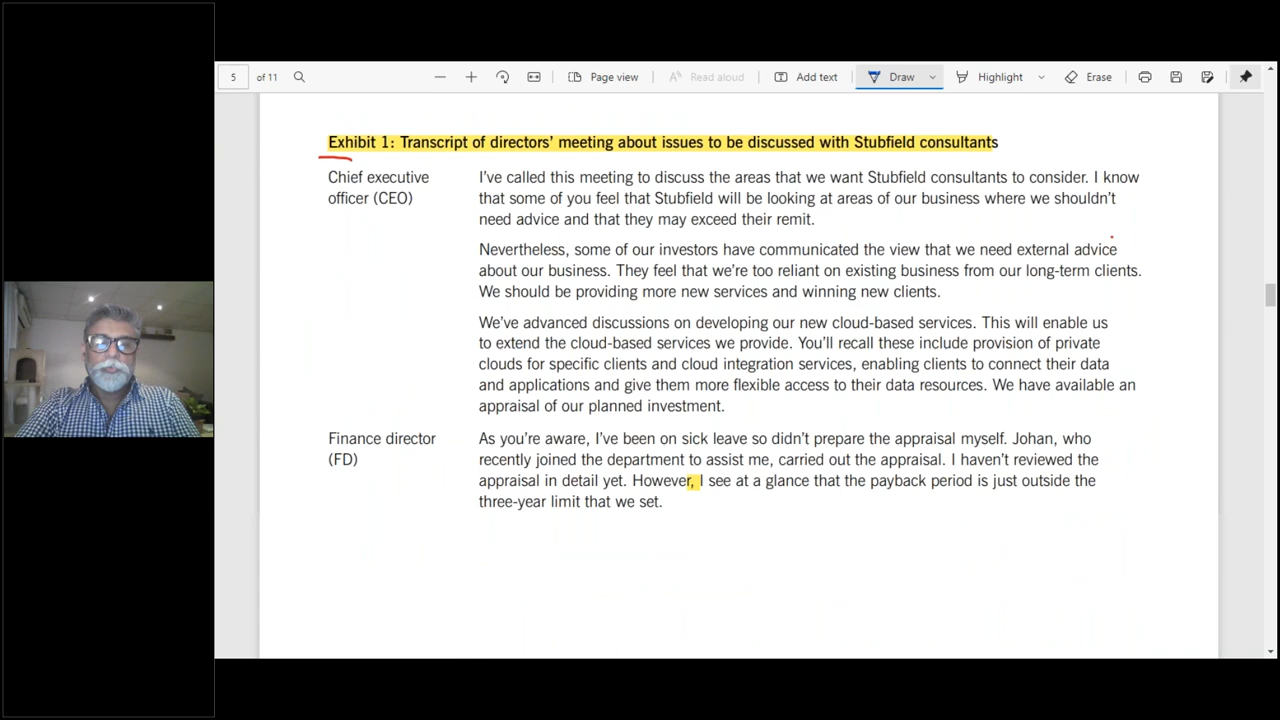 5 of 11
Page view
Read aloud
Add text
Draw
Highlight
Erase
Exhibit 1: Transcript of directors' meeting about issues to be discussed with Stubfield consultants
Chief executive officer (CEO)
I've called this meeting to discuss the areas that we want Stubfield consultants to consider. I know
that some of you feel that Stubfield will be looking at areas of our business where we shouldn't
need advice and that they may exceed their remit.
Nevertheless, some of our investors have communicated the view that we need external advice
about our business. They feel that we're too reliant on existing business from our long-term clients.
We should be providing more new services and winning new clients.
We've advanced discussions on developing our new cloud-based services. This will enable us
to extend the cloud-based services we provide. You'll recall these include provision of private
clouds for specific clients and cloud integration services, enabling clients to connect their data
and applications and give them more flexible access to their data resources. We have available an
appraisal of our planned investment.
Finance director (FD)
As you're aware, I've been on sick leave so didn't prepare the appraisal myself. Johan, who
recently joined the department to assist me, carried out the appraisal. I haven't reviewed the
appraisal in detail yet. However, I see at a glance that the payback period is just outside the
three-year limit that we set.